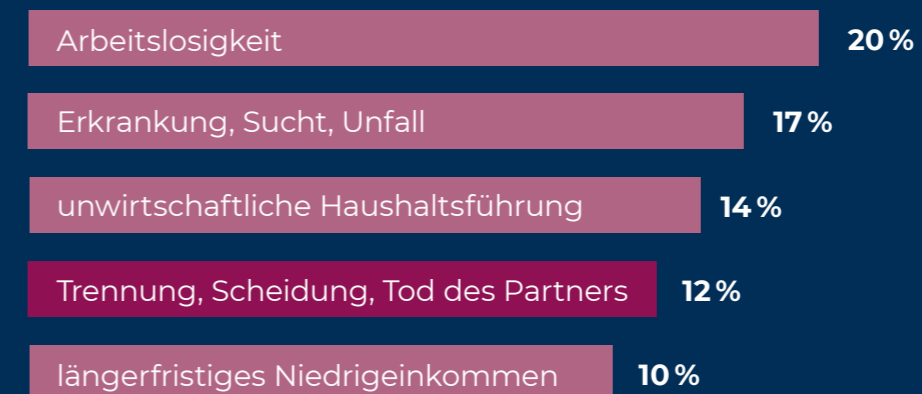 Arbeitslosigkeit 20 %
Erkrankung, Sucht, Unfall 17 %
unwirtschaftliche Haushaltsführung 14 %
Trennung, Scheidung, Tod des Partners 12 %
längerfristiges Niedrigeinkommen 10 %